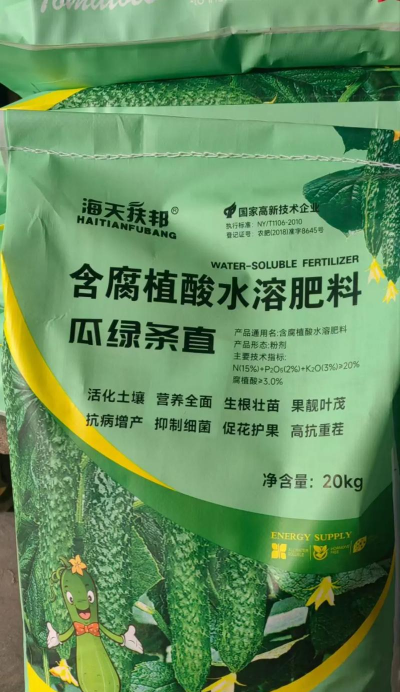 Tomatoes
海天扶邦®
HAITIANFUBANG
国家高新技术企业
执行标准：NY/T1106-2010
登记证号：农肥(2018)准字8645号
WATER-SOLUBLE FERTILIZER
含腐植酸水溶肥料
瓜绿条直
产品通用名：含腐植酸水溶肥料
产品形态：粉剂
主要技术指标：
N(15%)+P₂O₅(2%)+K₂O(3%)≥20%
腐植酸≥3.0%
活化土壤 营养全面 生根壮苗 果靓叶茂
抗病增产 抑制细菌 促花护果 高抗重茬
净含量：20kg
ENERGY SUPPLY